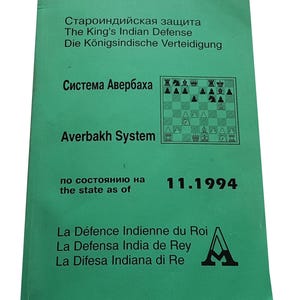 Староиндийская защита
The King's Indian Defense
Die Königsindische Verteidigung
Система Авербаха
Averbakh System
по состоянию на
the state as of
11.1994
La Défence Indienne du Roi
La Defensa India de Rey
La Difesa Indiana di Re
A